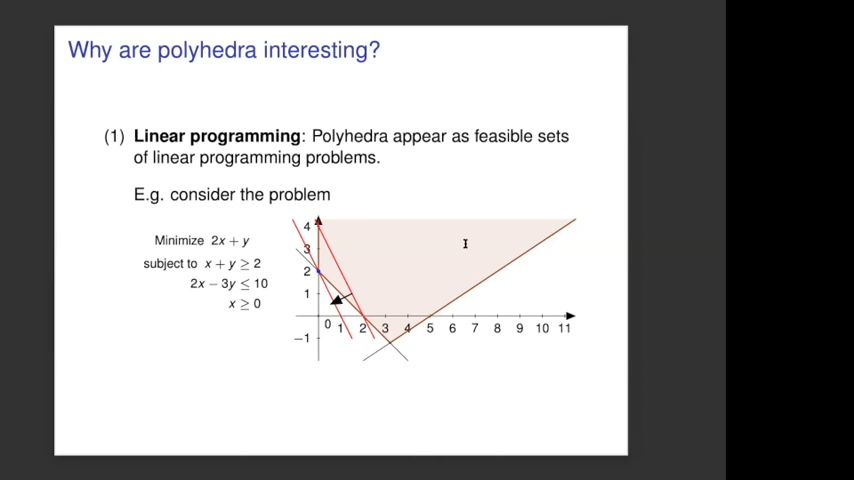 Why are polyhedra interesting?
(1) Linear programming: Polyhedra appear as feasible sets
of linear programming problems.
E.g. consider the problem
Minimize 2x + y
subject to x + y ≥ 2
2x − 3y ≤ 10
x ≥ 0
4
3
2
1
0 1 2 3 4 5 6 7 8 9 10 11
−1